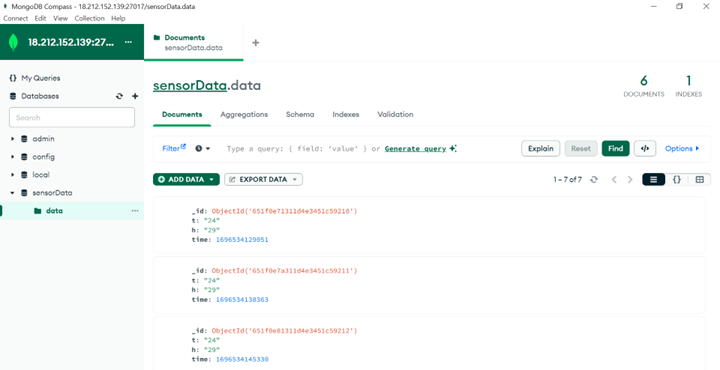 MongoDB Compass - 18.212.152.139:27017/sensorData.data
Connect Edit View Collection Help
18.212.152.139:27... ...
Documents
sensorData.data
+
{} My Queries
Databases
Search
admin
config
local
sensorData
data ...
sensorData.data
6
DOCUMENTS
1
INDEXES
Documents Aggregations Schema Indexes Validation
Filter Type a query: { field: 'value' } or Generate query Explain Reset Find </> Options
ADD DATA EXPORT DATA 1 – 7 of 7 {}
_id: ObjectId('651f0e71311d4e3451c59210')
t: "24"
h: "29"
time: 1696534129051
_id: ObjectId('651f0e7a311d4e3451c59211')
t: "24"
h: "29"
time: 1696534138363
_id: ObjectId('651f0e81311d4e3451c59212')
t: "24"
h: "29"
time: 1696534145330